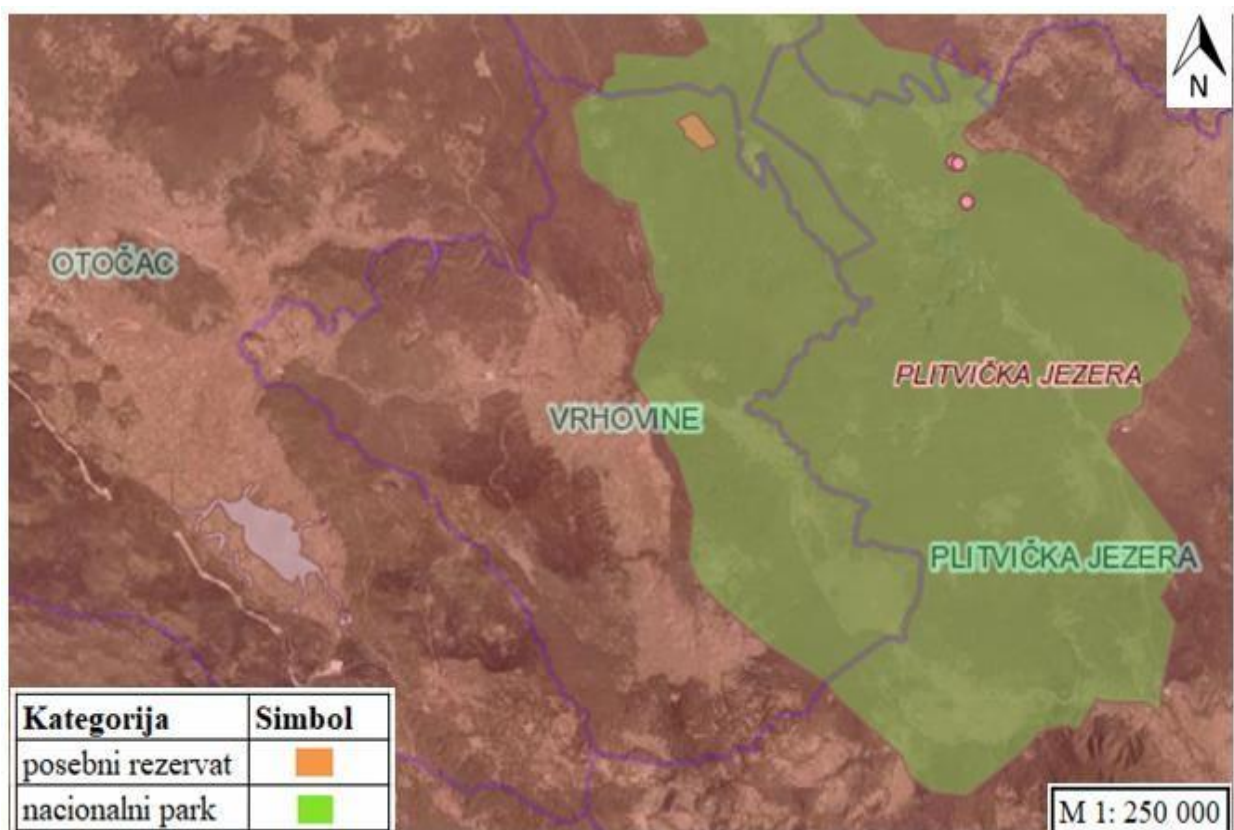 N
OTOČAC
PLITVIČKA JEZERA
VRHOVINE
PLITVIČKA JEZERA
Kategorija Simbol
posebni rezervat
nacionalni park
M 1: 250 000